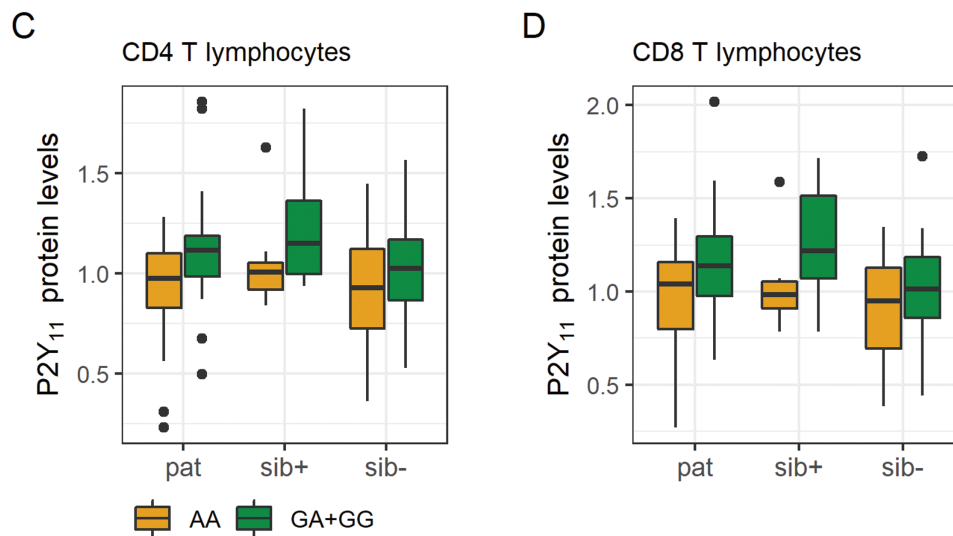 C
CD4 T lymphocytes
P2Y₁₁ protein levels
1.5
1.0
0.5
pat sib+ sib-
AA GA+GG
D
CD8 T lymphocytes
P2Y₁₁ protein levels
2.0
1.5
1.0
0.5
pat sib+ sib-